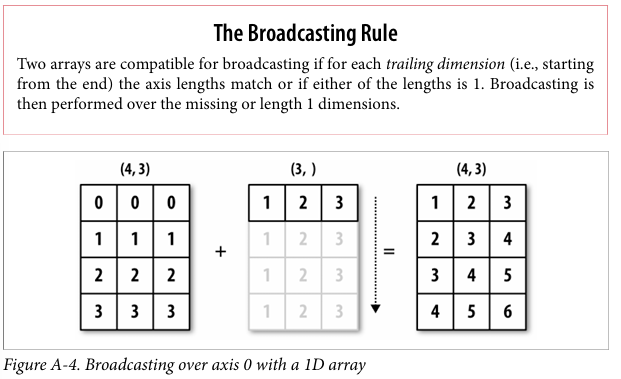 The Broadcasting Rule
Two arrays are compatible for broadcasting if for each trailing dimension (i.e., starting
from the end) the axis lengths match or if either of the lengths is 1. Broadcasting is
then performed over the missing or length 1 dimensions.
(4, 3) (3, ) (4, 3)
0 0 0 1 2 3 1 2 3
1 1 1 1 2 3 2 3 4
+ =
2 2 2 1 2 3 3 4 5
3 3 3 1 2 3 4 5 6
Figure A-4. Broadcasting over axis 0 with a 1D array